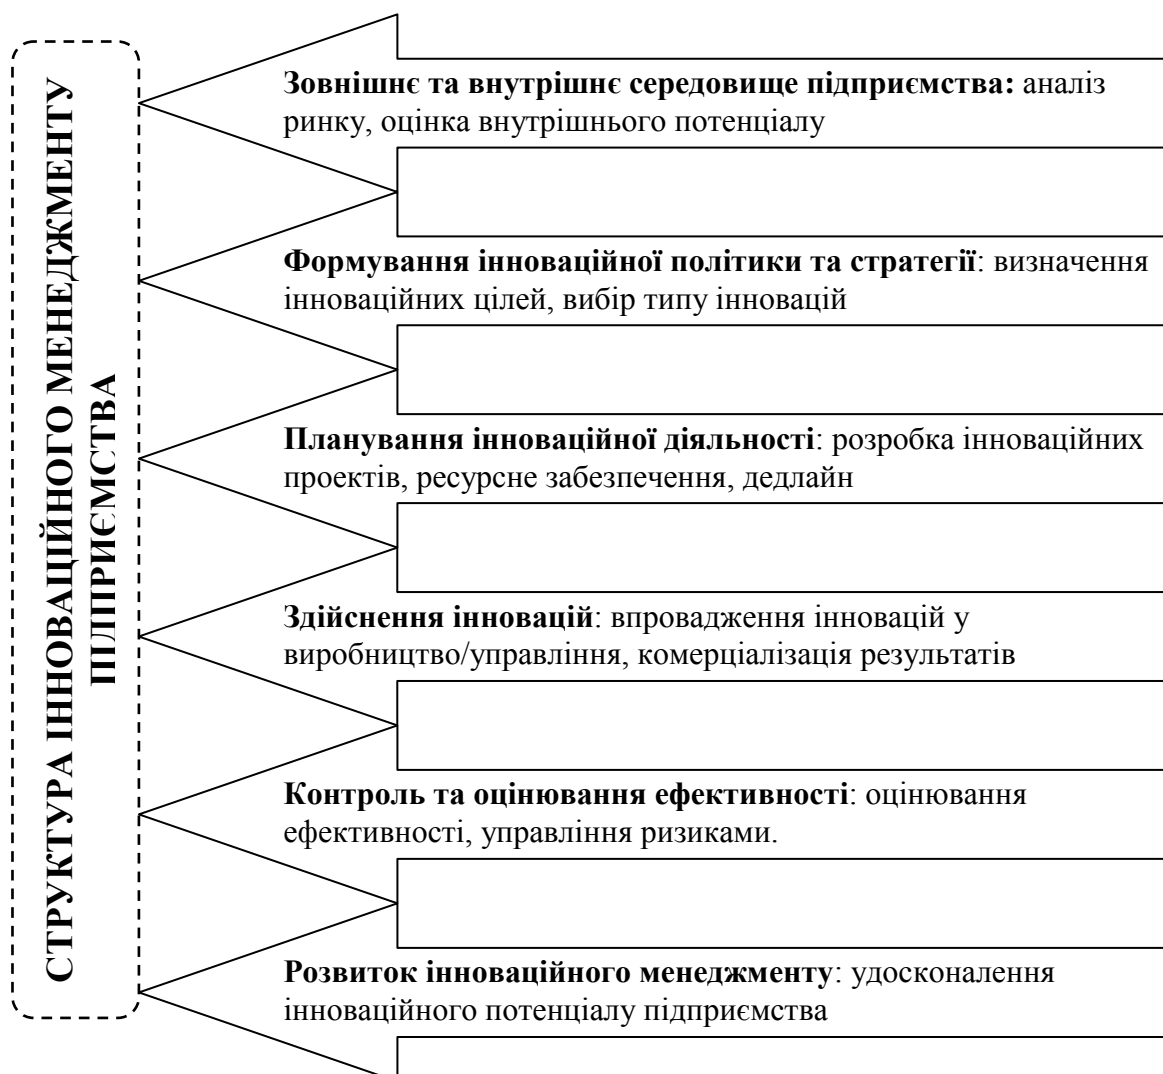 СТРУКТУРА ІННОВАЦІЙНОГО МЕНЕДЖМЕНТУ
ПІДПРИЄМСТВА
Зовнішнє та внутрішнє середовище підприємства: аналіз
ринку, оцінка внутрішнього потенціалу
Формування інноваційної політики та стратегії: визначення
інноваційних цілей, вибір типу інновацій
Планування інноваційної діяльності: розробка інноваційних
проектів, ресурсне забезпечення, дедлайн
Здійснення інновацій: впровадження інновацій у
виробництво/управління, комерціалізація результатів
Контроль та оцінювання ефективності: оцінювання
ефективності, управління ризиками.
Розвиток інноваційного менеджменту: удосконалення
інноваційного потенціалу підприємства